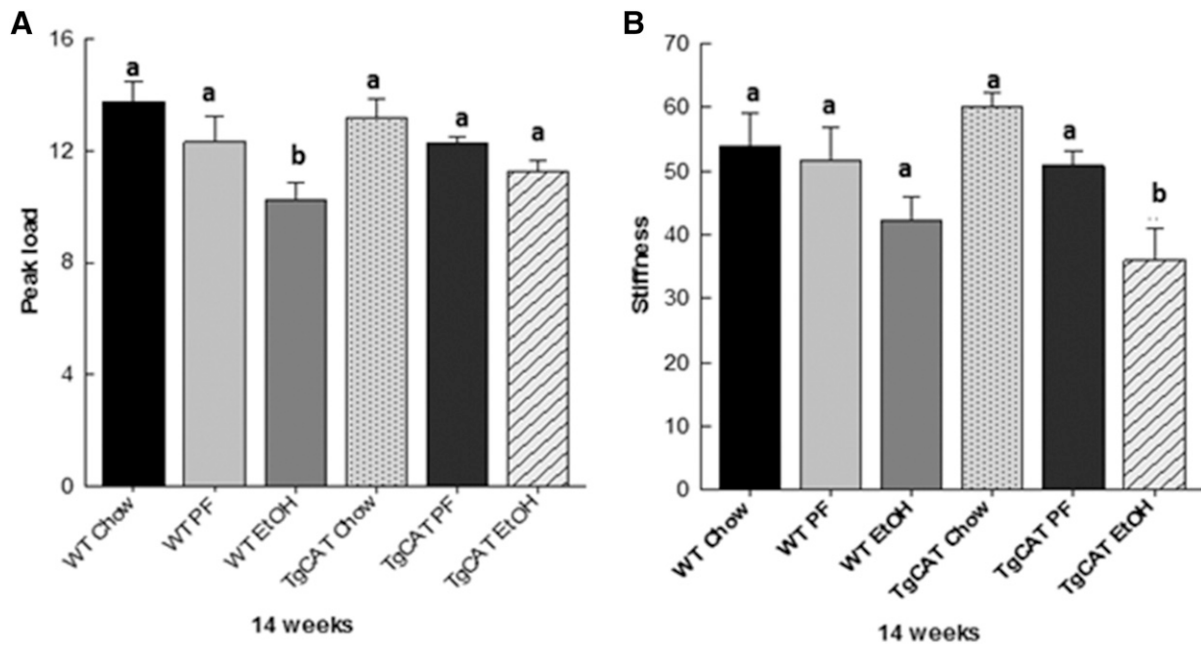 A
16
12
8
4
0
Peak load
a
a
b
a
a
a
WT Chow
WT PF
WT EtOH
TgCAT Chow
TgCAT PF
TgCAT EtOH
14 weeks
B
70
60
50
40
30
20
10
0
Stiffness
a
a
a
a
a
b
WT Chow
WT PF
WT EtOH
TgCAT Chow
TgCAT PF
TgCAT EtOH
14 weeks